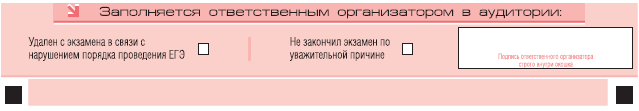 Заполняется ответственным организатором в аудитории:
Удален с экзамена в связи с
нарушением порядка проведения ЕГЭ
Не закончил экзамен по
уважительной причине
Подпись ответственного организатора
строго внутри окошка